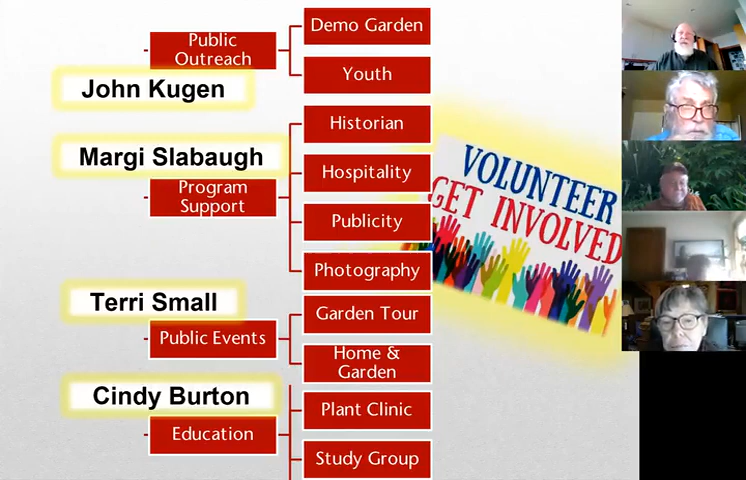 Demo Garden
Public
Outreach
Youth
John Kugen
Historian
Margi Slabaugh
Hospitality
Program
Support
Publicity
Photography
VOLUNTEER
GET INVOLVED
Terri Small
Garden Tour
Public Events
Home &
Garden
Cindy Burton
Plant Clinic
Education
Study Group